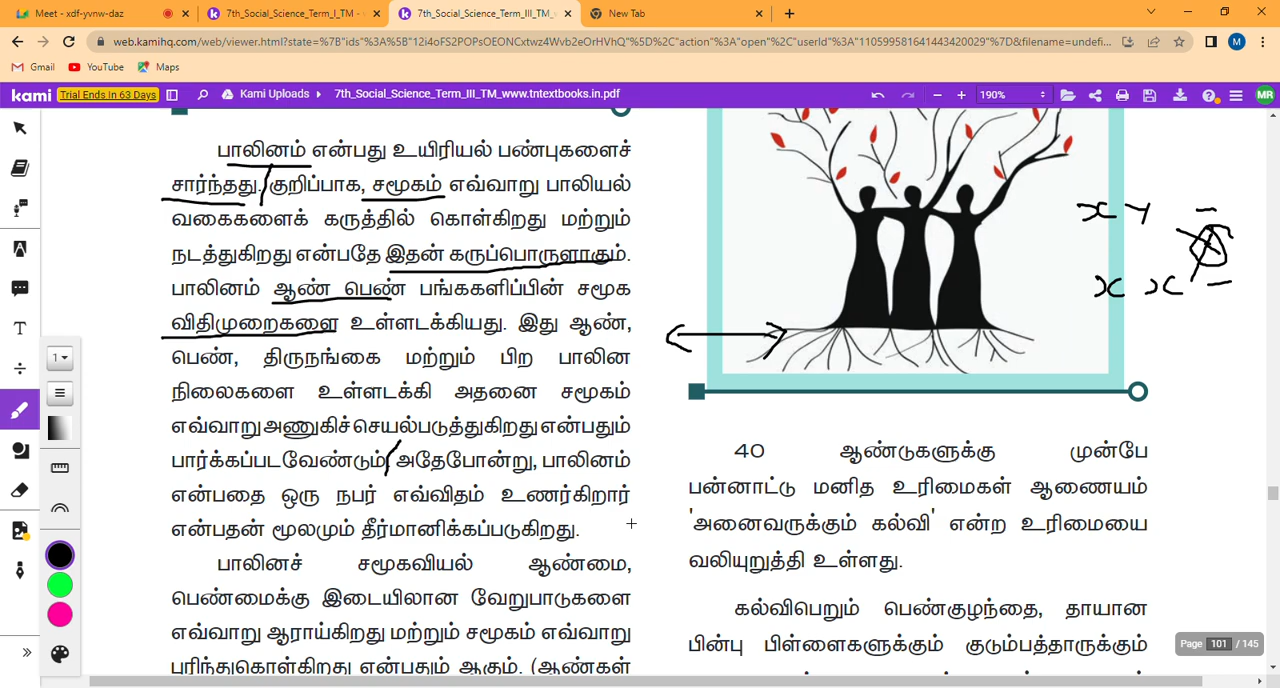 Meet - xdf-yvnw-daz
7th_Social_Science_Term_I_TM -
7th_Social_Science_Term_III_TM_
New Tab
web.kamihq.com/web/viewer.html?state=%7B"ids"%3A%5B"12i4oFS2POPsOEONCxtwz4Wvb2eOrHVhQ"%5D%2C"action"%3A"open"%2C"userId"%3A"110599581641443420029"%7D&filename=undefi...
M
Gmail
YouTube
Maps
kami
Trial Ends In 63 Days
Kami Uploads
7th_Social_Science_Term_III_TM_www.tntextbooks.in.pdf
190%
MR
பாலினம் என்பது உயிரியல் பண்புகளைச்
சார்ந்தது. குறிப்பாக, சமூகம் எவ்வாறு பாலியல்
வகைகளைக் கருத்தில் கொள்கிறது மற்றும்
நடத்துகிறது என்பதே இதன் கருப்பொருளாகும்.
பாலினம் ஆண் பெண் பங்ககளிப்பின் சமூக
விதிமுறைகளை உள்ளடக்கியது. இது ஆண்,
பெண், திருநங்கை மற்றும் பிற பாலின
நிலைகளை உள்ளடக்கி அதனை சமூகம்
எவ்வாறு அணுகிச் செயல்படுத்துகிறது என்பதும்
பார்க்கப்படவேண்டும் அதேபோன்று, பாலினம்
என்பதை ஒரு நபர் எவ்விதம் உணர்கிறார்
என்பதன் மூலமும் தீர்மானிக்கப்படுகிறது.
பாலினச் சமூகவியல் ஆண்மை,
பெண்மைக்கு இடையிலான வேறுபாடுகளை
எவ்வாறு ஆராய்கிறது மற்றும் சமூகம் எவ்வாறு
புரிந்துகொள்கிறது என்பதும் ஆகும். (ஆண்கள்
x y
x x
40 ஆண்டுகளுக்கு முன்பே
பன்னாட்டு மனித உரிமைகள் ஆணையம்
'அனைவருக்கும் கல்வி' என்ற உரிமையை
வலியுறுத்தி உள்ளது.
கல்விபெறும் பெண்குழந்தை, தாயான
பின்பு பிள்ளைகளுக்கும் குடும்பத்தாருக்கும்
Page 101 / 145
1